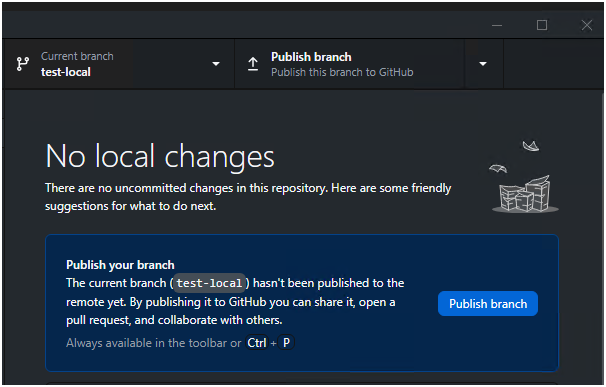 Current branch
test-local
Publish branch
Publish this branch to GitHub
No local changes
There are no uncommitted changes in this repository. Here are some friendly
suggestions for what to do next.
Publish your branch
The current branch (test-local) hasn't been published to the
remote yet. By publishing it to GitHub you can share it, open a
pull request, and collaborate with others.
Publish branch
Always available in the toolbar or Ctrl + P